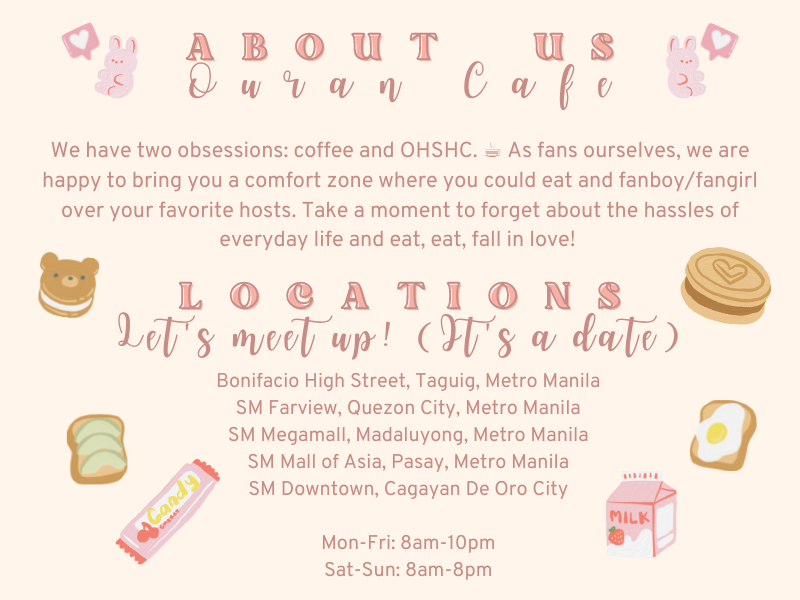 ABOUT US
Ouran Cafe
We have two obsessions: coffee and OHSHC. ☕ As fans ourselves, we are
happy to bring you a comfort zone where you could eat and fanboy/fangirl
over your favorite hosts. Take a moment to forget about the hassles of
everyday life and eat, eat, fall in love!
LOCATIONS
Let's meet up! (It's a date)
Bonifacio High Street, Taguig, Metro Manila
SM Farview, Quezon City, Metro Manila
SM Megamall, Madaluyong, Metro Manila
SM Mall of Asia, Pasay, Metro Manila
SM Downtown, Cagayan De Oro City
Candy
MILK
Mon-Fri: 8am-10pm
Sat-Sun: 8am-8pm